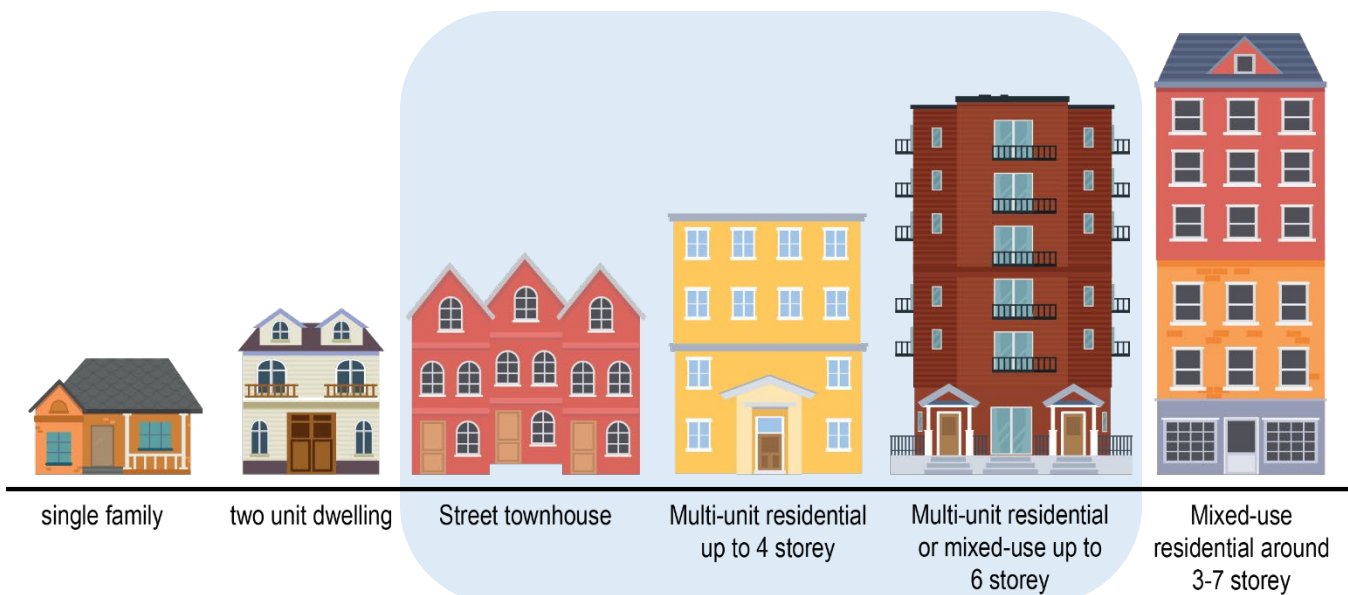 single family
two unit dwelling
Street townhouse
Multi-unit residential
up to 4 storey
Multi-unit residential
or mixed-use up to
6 storey
Mixed-use
residential around
3-7 storey